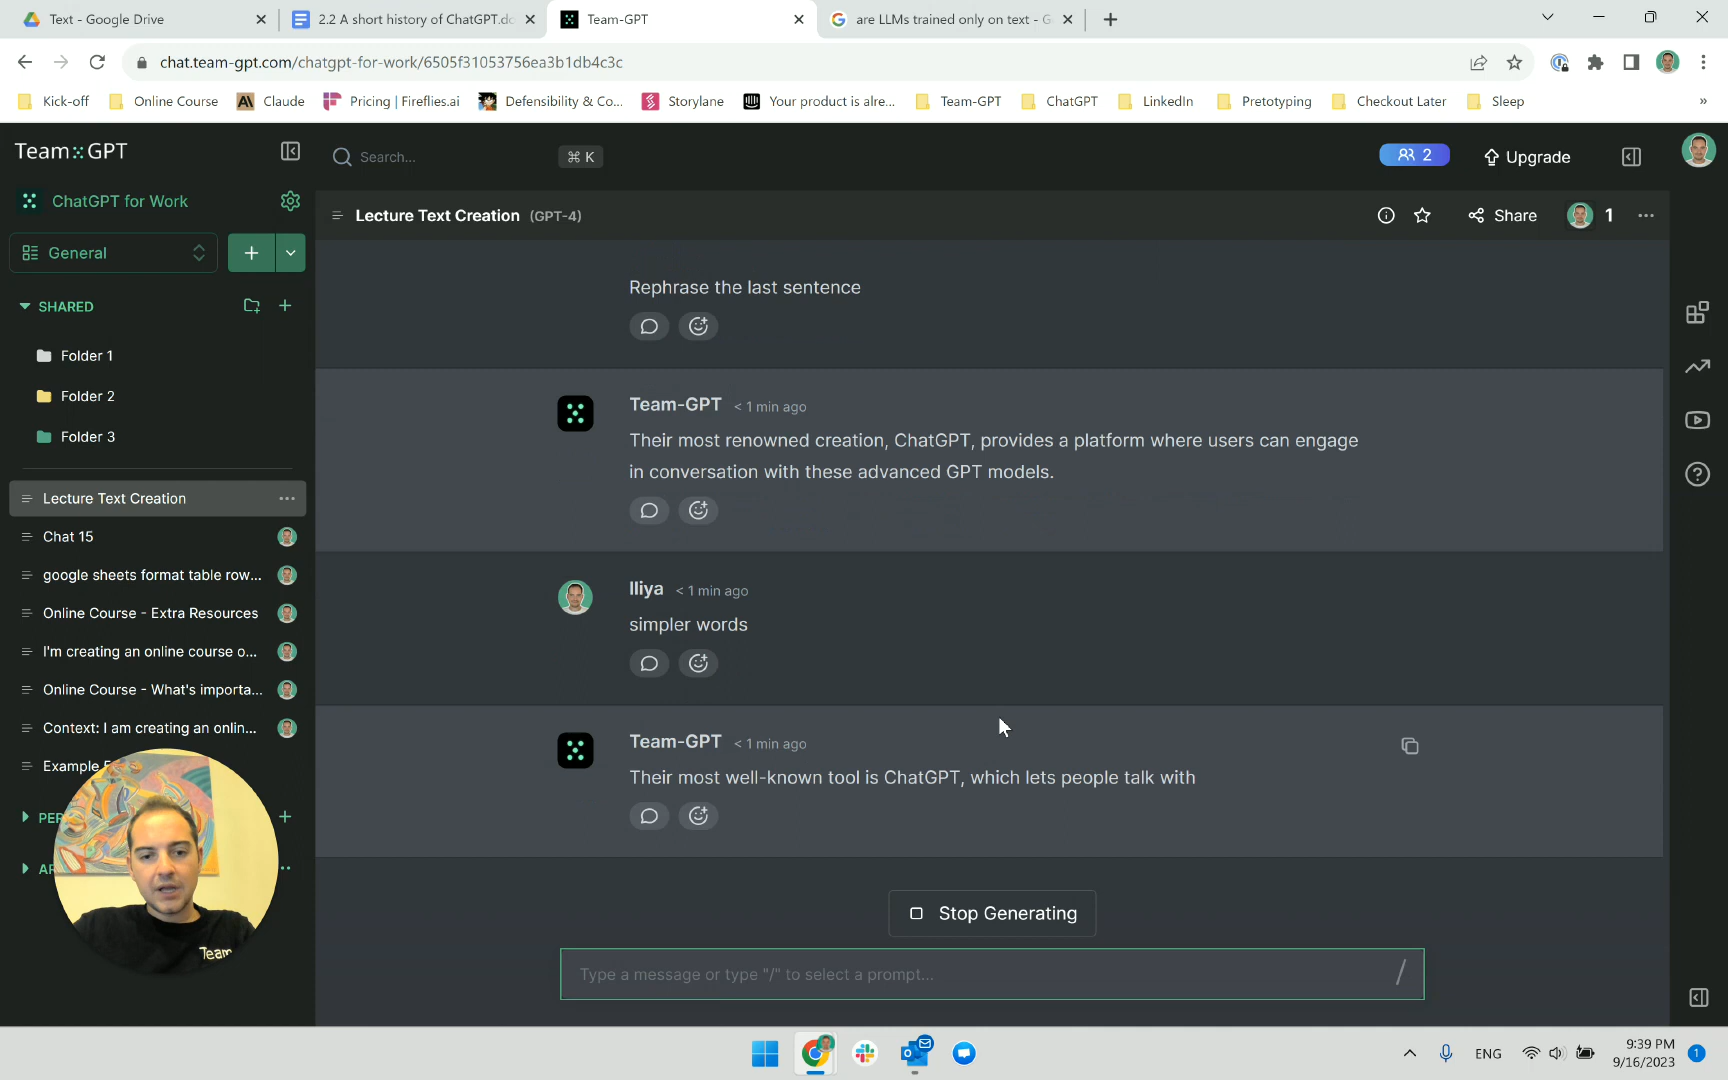 Text - Google Drive
2.2 A short history of ChatGPT.do
Team-GPT
are LLMs trained only on text - G
chat.team-gpt.com/chatgpt-for-work/6505f31053756ea3b1db4c3c
Kick-off
Online Course
Claude
Pricing | Fireflies.ai
Defensibility & Co...
Storylane
Your product is alre...
Team-GPT
ChatGPT
LinkedIn
Pretotyping
Checkout Later
Sleep
»
Team GPT
Search...
⌘ K
2
Upgrade
ChatGPT for Work
Lecture Text Creation (GPT-4)
Share
1
General
SHARED
Folder 1
Folder 2
Folder 3
Lecture Text Creation
Chat 15
google sheets format table row...
Online Course - Extra Resources
I'm creating an online course o...
Online Course - What's importa...
Context: I am creating an onlin...
Example
Team
Rephrase the last sentence
Team-GPT < 1 min ago
Their most renowned creation, ChatGPT, provides a platform where users can engage
in conversation with these advanced GPT models.
Iliya < 1 min ago
simpler words
Team-GPT < 1 min ago
Their most well-known tool is ChatGPT, which lets people talk with
Stop Generating
Type a message or type "/" to select a prompt...
/
ENG
9:39 PM
9/16/2023
1